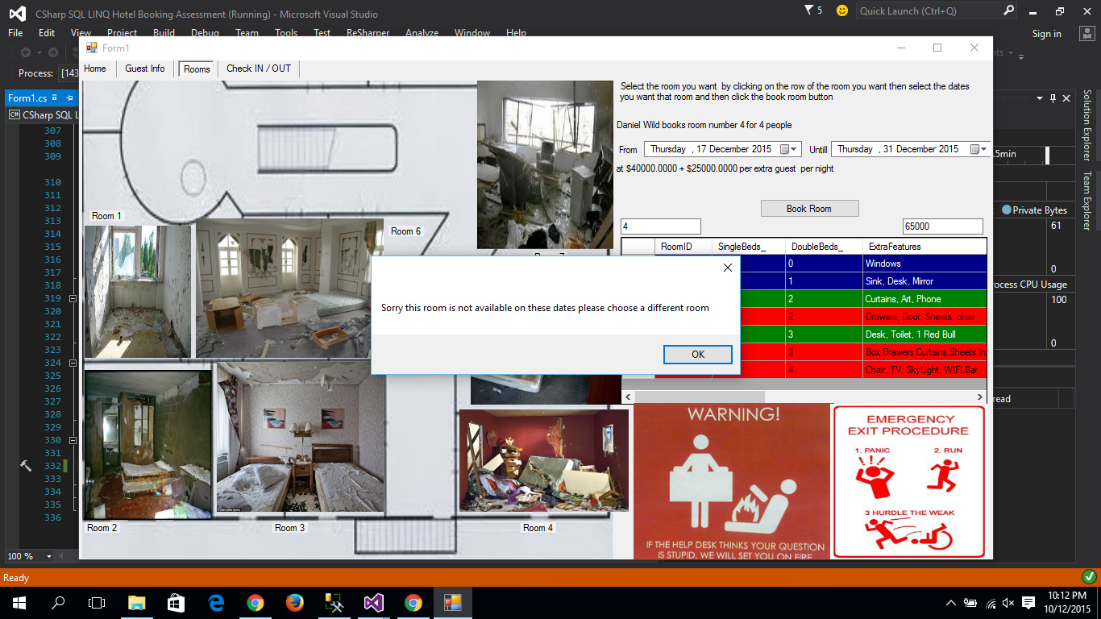 CSharp SQL LINQ Hotel Booking Assessment (Running) - Microsoft Visual Studio
5
Quick Launch (Ctrl+Q)
File Edit View Project Build Debug Team Tools Test ReSharper Analyze Window Help
Sign in
Form1
Process: [143
Home Guest Info Rooms Check IN / OUT
Form1.cs
CSharp SQL L
307
308
309
310
311
312
313
314
315
316
317
318
319
320
321
322
323
324
325
326
327
328
329
330
331
332
333
334
335
336
100 %
Select the room you want by clicking on the row of the room you want then select the dates
you want that room and then click the book room button
Daniel Wild books room number 4 for 4 people
From Thursday , 17 December 2015 Untill Thursday , 31 December 2015
at $40000.0000 + $25000.0000 per extra guest per night
Book Room
4 65000
RoomID SingleBeds_ DoubleBeds_ ExtraFeatures
0 Windows
1 Sink, Desk, Mirror
2 Curtains, Art, Phone
2 Drawers, Door, Sheets, chair
3 Desk, Toilet, 1 Red Bull
3 Box Drawers,Curtains,Sheets,In
4 Chair, TV, SkyLight, WIFI,Bar
Room 1
Room 6
Room 2
Room 3
Room 4
Sorry this room is not available on these dates please choose a different room
OK
WARNING!
IF THE HELP DESK THINKS YOUR QUESTION
IS STUPID, WE WILL SET YOU ON FIRE
EMERGENCY
EXIT PROCEDURE
1. PANIC 2. RUN
3 HURDLE THE WEAK
Solution Explorer
Team Explorer
5min
Private Bytes
61
0
ocess CPU Usage
100
0
ead
Ready
10:12 PM
10/12/2015